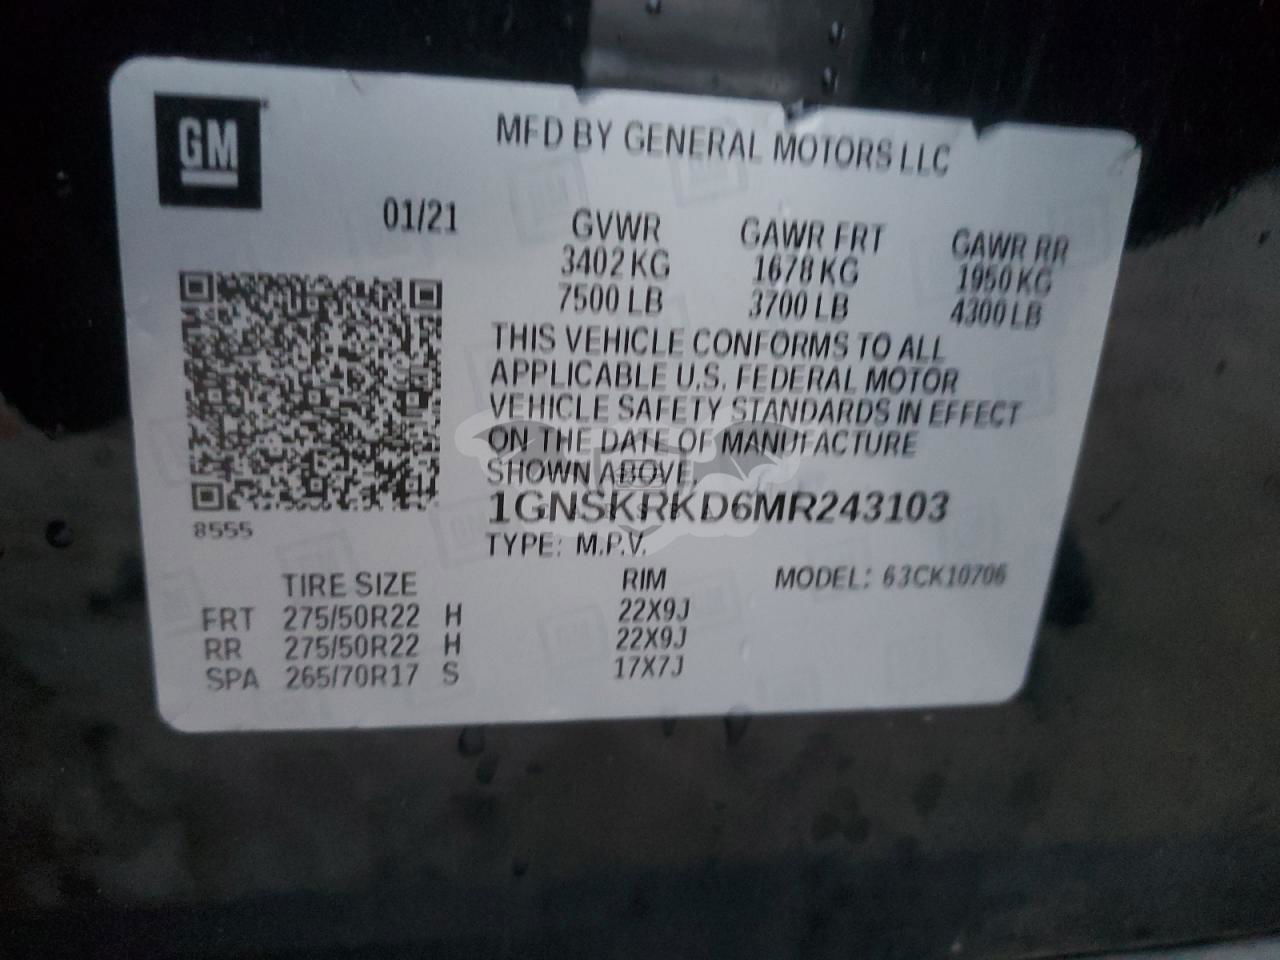 GM
MFD BY GENERAL MOTORS LLC
01/21
GVWR GAWR FRT GAWR RR
3402 KG 1678 KG 1950 KG
7500 LB 3700 LB 4300 LB
THIS VEHICLE CONFORMS TO ALL
APPLICABLE U.S. FEDERAL MOTOR
VEHICLE SAFETY STANDARDS IN EFFECT
ON THE DATE OF MANUFACTURE
SHOWN ABOVE.
1GNSKRKD6MR243103
8555
TYPE: M.P.V.
TIRE SIZE RIM MODEL: 63CK10706
FRT 275/50R22 H 22X9J
RR 275/50R22 H 22X9J
SPA 265/70R17 S 17X7J